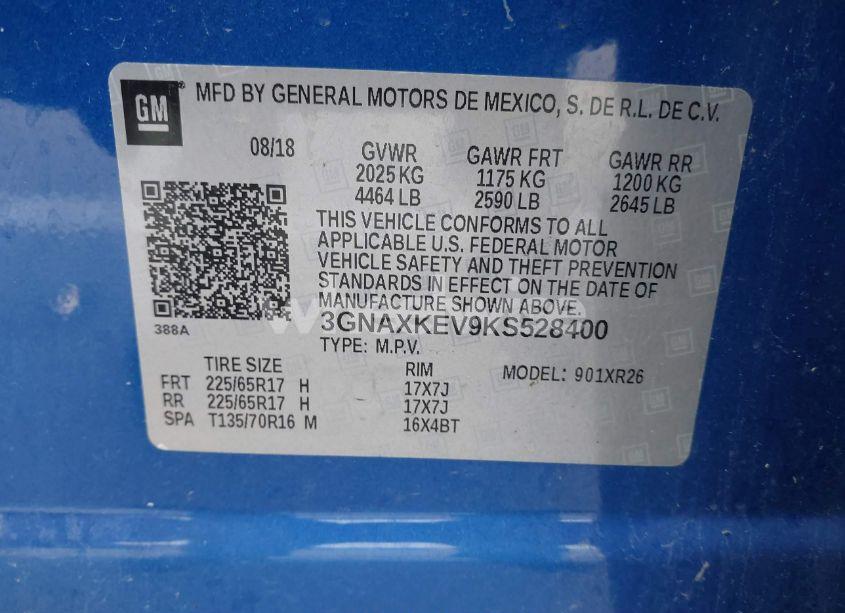 GM
MFD BY GENERAL MOTORS DE MEXICO, S. DE R.L. DE C.V.
08/18 GVWR GAWR FRT GAWR RR
2025 KG 1175 KG 1200 KG
4464 LB 2590 LB 2645 LB
THIS VEHICLE CONFORMS TO ALL
APPLICABLE U.S. FEDERAL MOTOR
VEHICLE SAFETY AND THEFT PREVENTION
STANDARDS IN EFFECT ON THE DATE OF
MANUFACTURE SHOWN ABOVE.
388A 3GNAXKEV9KS528400
TYPE: M.P.V.
TIRE SIZE RIM MODEL: 901XR26
FRT 225/65R17 H 17X7J
RR 225/65R17 H 17X7J
SPA T135/70R16 M 16X4BT